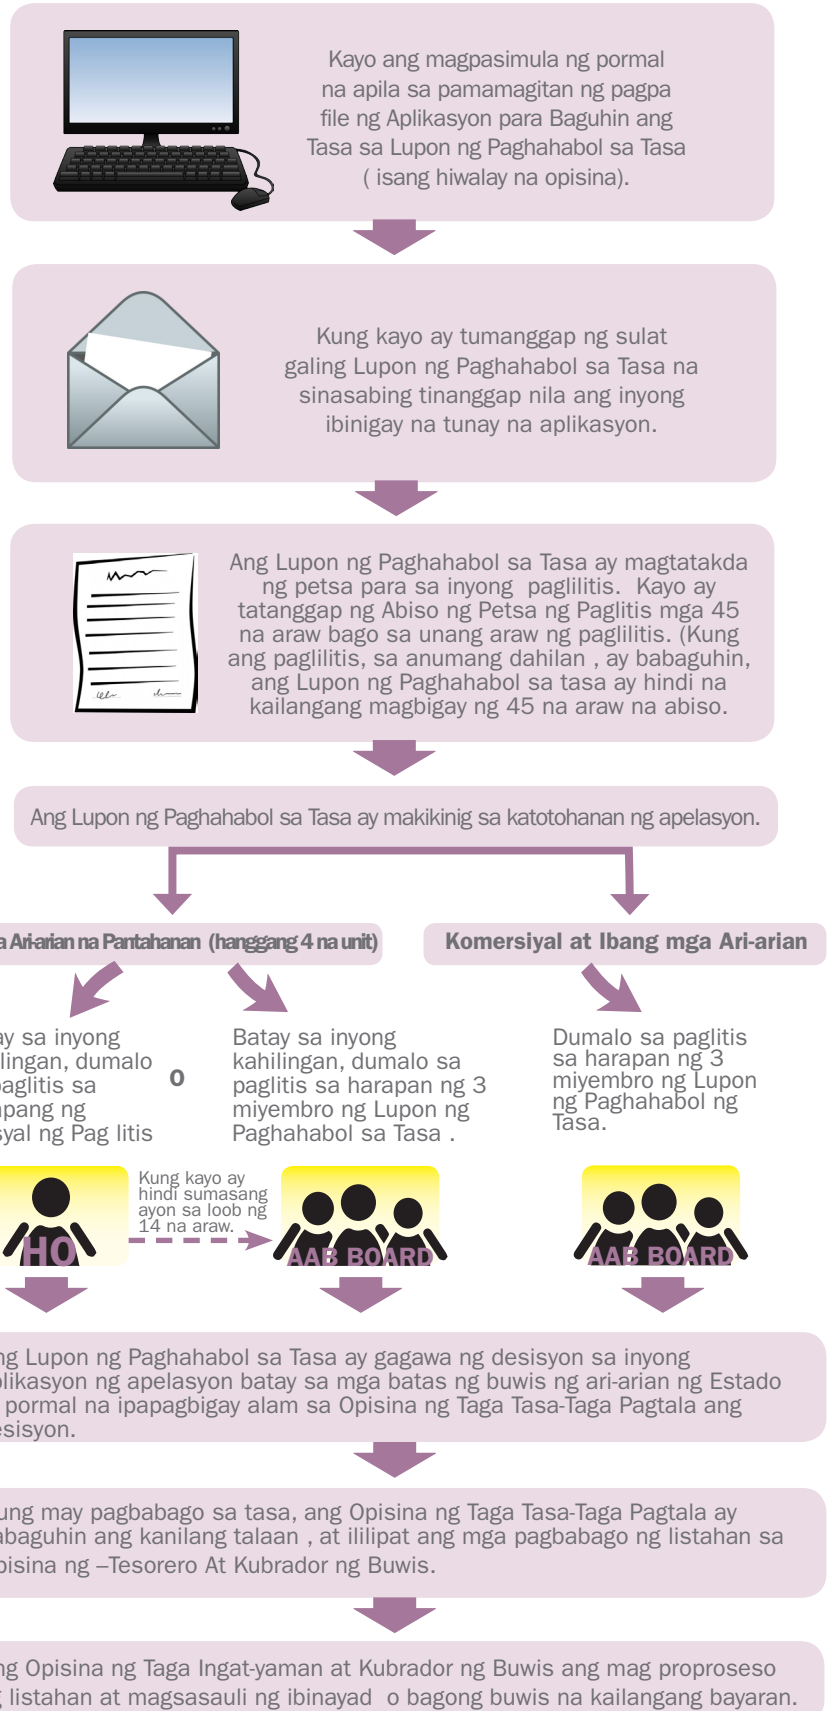 Kayo ang magpasimula ng pormal
na apila sa pamamagitan ng pagpa
file ng Aplikasyon para Baguhin ang
Tasa sa Lupon ng Paghahabol sa Tasa
( isang hiwalay na opisina).
Kung kayo ay tumanggap ng sulat
galing Lupon ng Paghahabol sa Tasa na
sinasabing tinanggap nila ang inyong
ibinigay na tunay na aplikasyon.
Ang Lupon ng Paghahabol sa Tasa ay magtatakda
ng petsa para sa inyong paglilitis. Kayo ay
tatanggap ng Abiso ng Petsa ng Paglitis mga 45
na araw bago sa unang araw ng paglilitis. (Kung
ang paglilitis, sa anumang dahilan , ay babaguhin,
ang Lupon ng Paghahabol sa tasa ay hindi na
kailangang magbigay ng 45 na araw na abiso.
Ang Lupon ng Paghahabol sa Tasa ay makikinig sa katotohanan ng apelasyon.
a Ari-arian na Pantahanan (hanggang 4 na unit)
Komersiyal at Ibang mga Ari-arian
ay sa inyong
ilingan, dumalo
paglitis sa
apang ng
syal ng Pag litis
o
Batay sa inyong
kahilingan, dumalo sa
paglitis sa harapan ng 3
miyembro ng Lupon ng
Paghahabol sa Tasa .
Dumalo sa paglitis
sa harapan ng 3
miyembro ng Lupon
ng Paghahabol ng
Tasa.
HO
Kung kayo ay
hindi sumasang
ayon sa loob ng
14 na araw.
AAB BOARD
AAB BOARD
ng Lupon ng Paghahabol sa Tasa ay gagawa ng desisyon sa inyong
plikasyon ng apelasyon batay sa mga batas ng buwis ng ari-arian ng Estado
pormal na ipapagbigay alam sa Opisina ng Taga Tasa-Taga Pagtala ang
esisyon.
ung may pagbabago sa tasa, ang Opisina ng Taga Tasa-Taga Pagtala ay
abaguhin ang kanilang talaan , at ililipat ang mga pagbabago ng listahan sa
pisina ng –Tesorero At Kubrador ng Buwis.
ng Opisina ng Taga Ingat-yaman at Kubrador ng Buwis ang mag proproseso
g listahan at magsasauli ng ibinayad o bagong buwis na kailangang bayaran.